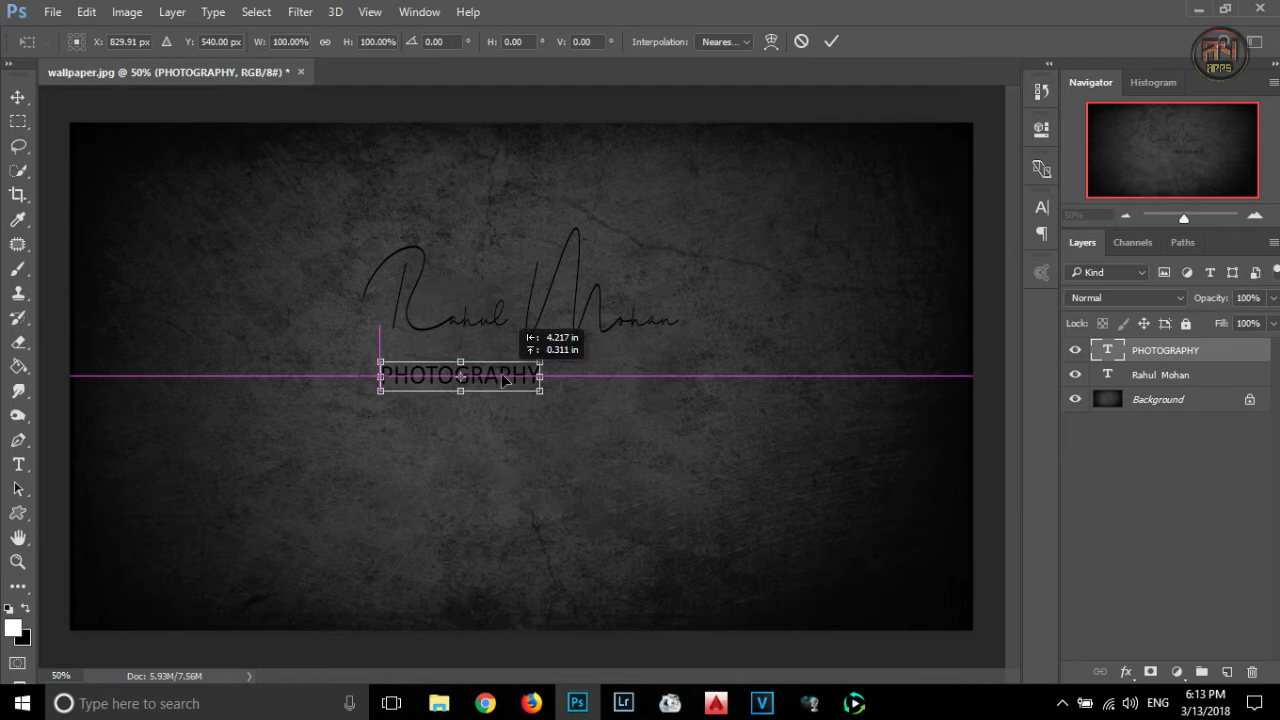 Ps File Edit Image Layer Type Select Filter 3D View Window Help
X: 829.91 px Y: 540.00 px W: 100.00% H: 100.00% 0.00 ° H: 0.00 ° V: 0.00 ° Interpolation: Neares...
APPS
wallpaper.jpg @ 50% (PHOTOGRAPHY, RGB/8#) * ×
Navigator Histogram
50%
Rahul Mohan
4.217 in
0.311 in
PHOTOGRAPHY
Layers Channels Paths
Kind
Normal Opacity: 100%
Lock: Fill: 100%
T PHOTOGRAPHY
T Rahul Mohan
Background
50% Doc: 5.93M/7.56M
Type here to search
Ps Lr A V
ENG
6:13 PM
3/13/2018